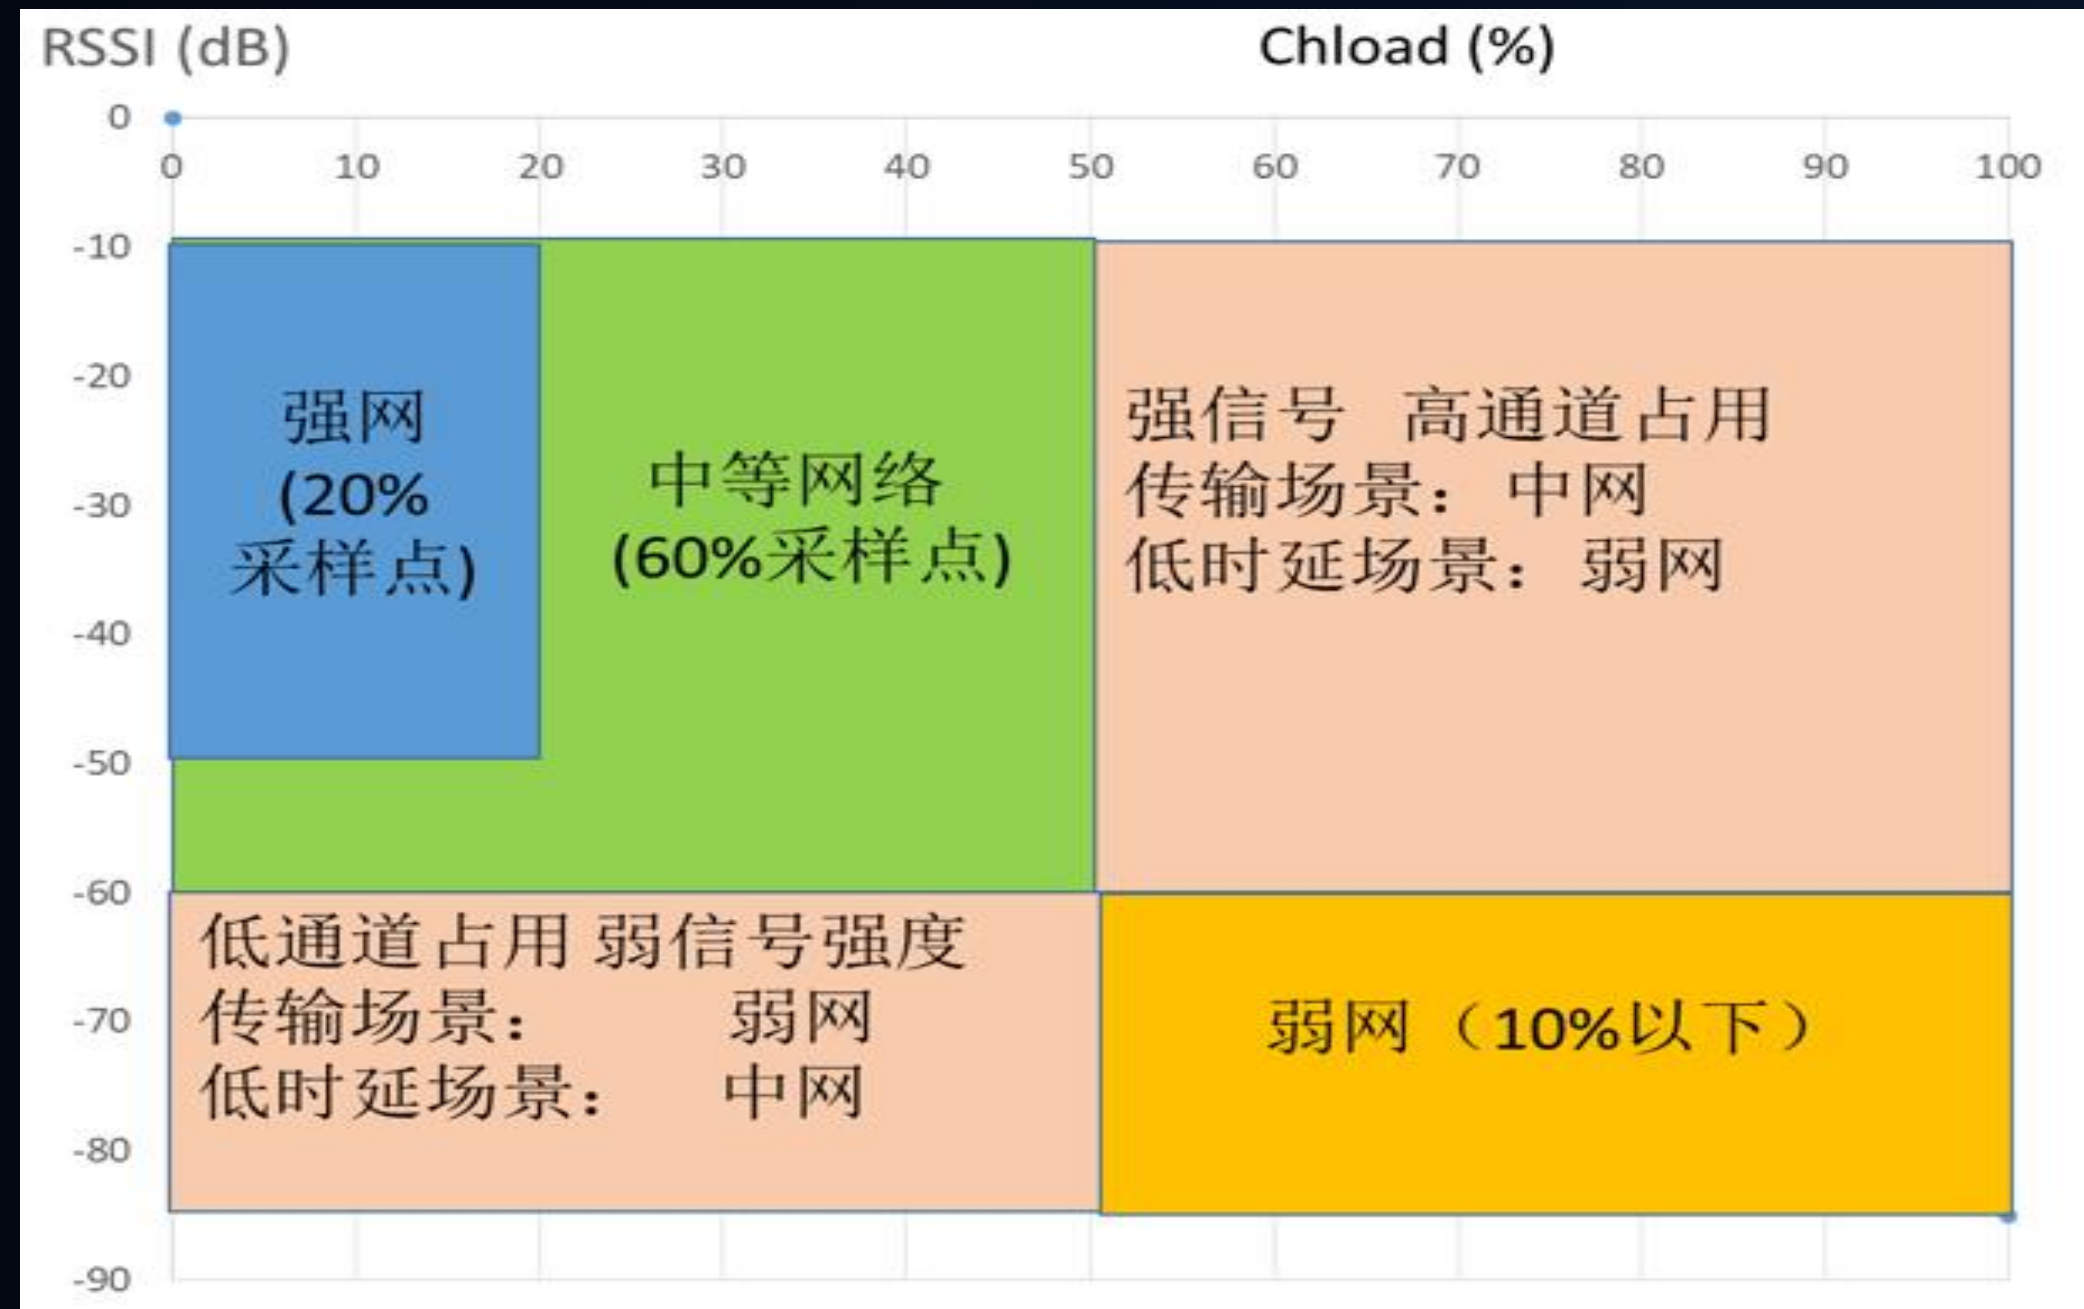 RSSI (dB)
Chload (%)
0
0 10 20 30 40 50 60 70 80 90 100
-10
-20
-30
-40
-50
-60
-70
-80
-90
强网
(20%
采样点)
中等网络
(60%采样点)
强信号 高通道占用
传输场景： 中网
低时延场景： 弱网
低通道占用 弱信号强度
传输场景： 弱网
低时延场景： 中网
弱网（10%以下）